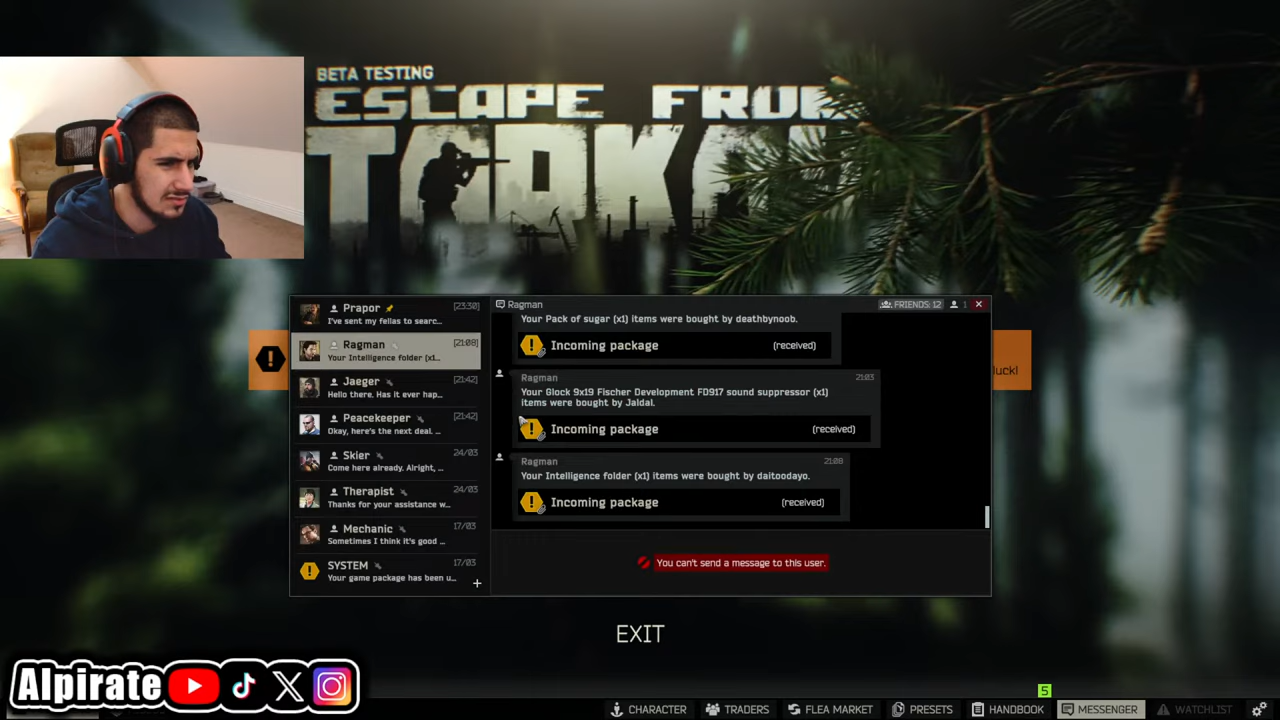 BETA TESTING
ESCAPE FROM
TARKOV
Prapor
[23:30]
I've sent my fellas to searc...
Ragman
[21:08]
Your Intelligence folder (x1...
Jaeger
[21:42]
Hello there. Has it ever hap...
Peacekeeper
[21:42]
Okay, here's the next deal. ...
Skier
24/03
Come here already. Alright, ...
Therapist
24/03
Thanks for your assistance w...
Mechanic
17/03
Sometimes I think it's good ...
SYSTEM
17/03
Your game package has been u...
+
Ragman
FRIENDS: 12
1
Your Pack of sugar (x1) items were bought by deathbynoob.
Incoming package
(received)
Ragman
21:03
Your Glock 9x19 Fischer Development FD917 sound suppressor (x1)
items were bought by Jaldal.
Incoming package
(received)
Ragman
21:08
Your Intelligence folder (x1) items were bought by daitoodayo.
Incoming package
(received)
You can't send a message to this user.
luck!
EXIT
Alpirate
5
CHARACTER
TRADERS
FLEA MARKET
PRESETS
HANDBOOK
MESSENGER
WATCHLIST